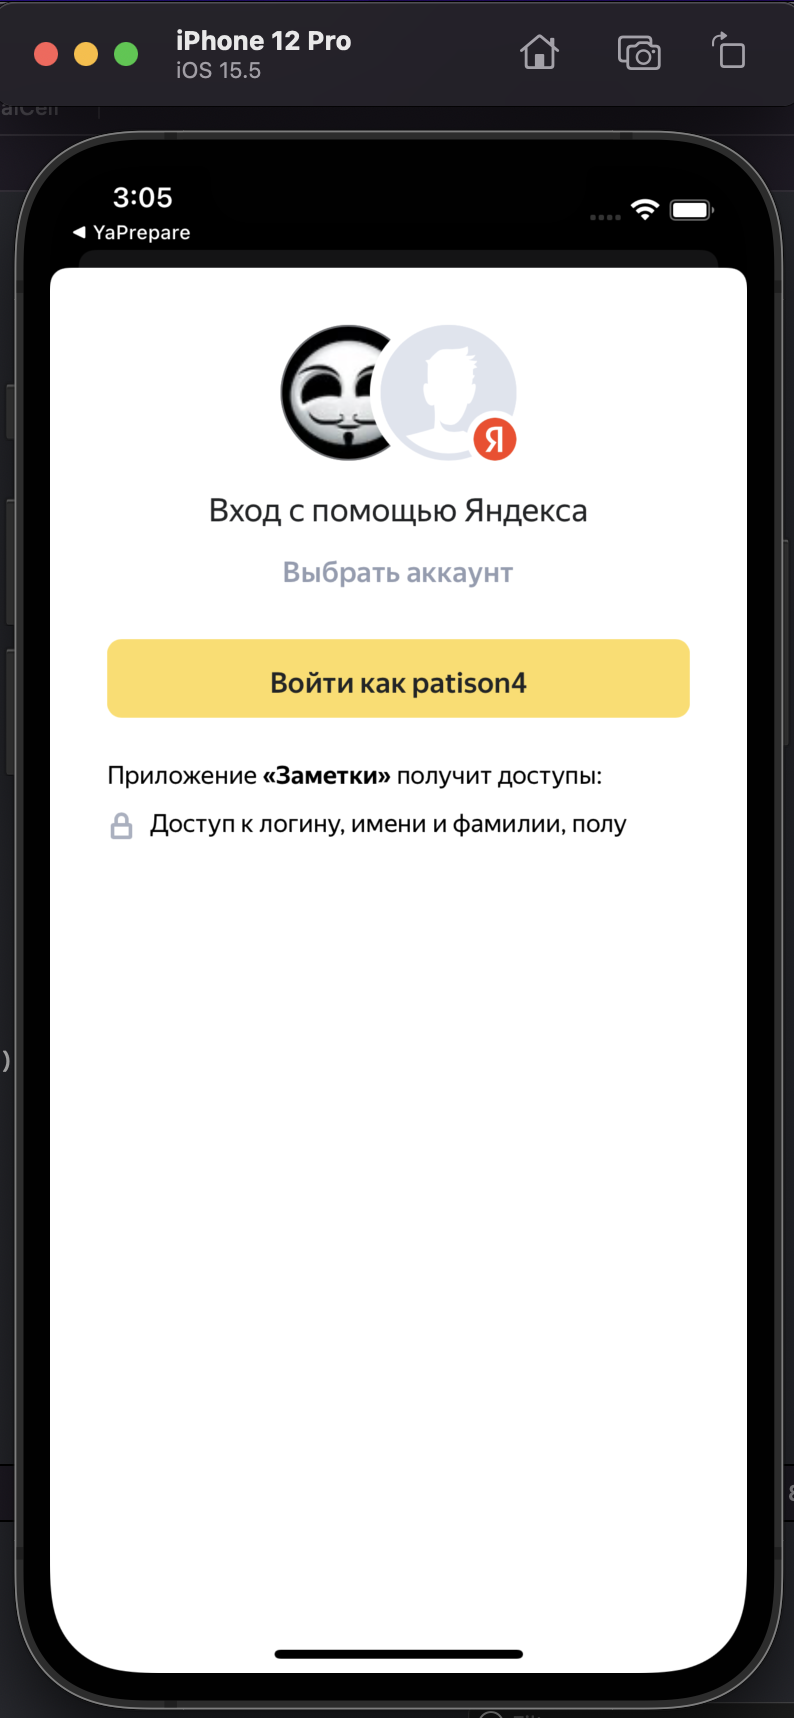 iPhone 12 Pro
iOS 15.5
3:05
◀ YaPrepare
Я
Вход с помощью Яндекса
Выбрать аккаунт
Войти как patison4
Приложение «Заметки» получит доступы:
Доступ к логину, имени и фамилии, полу
)